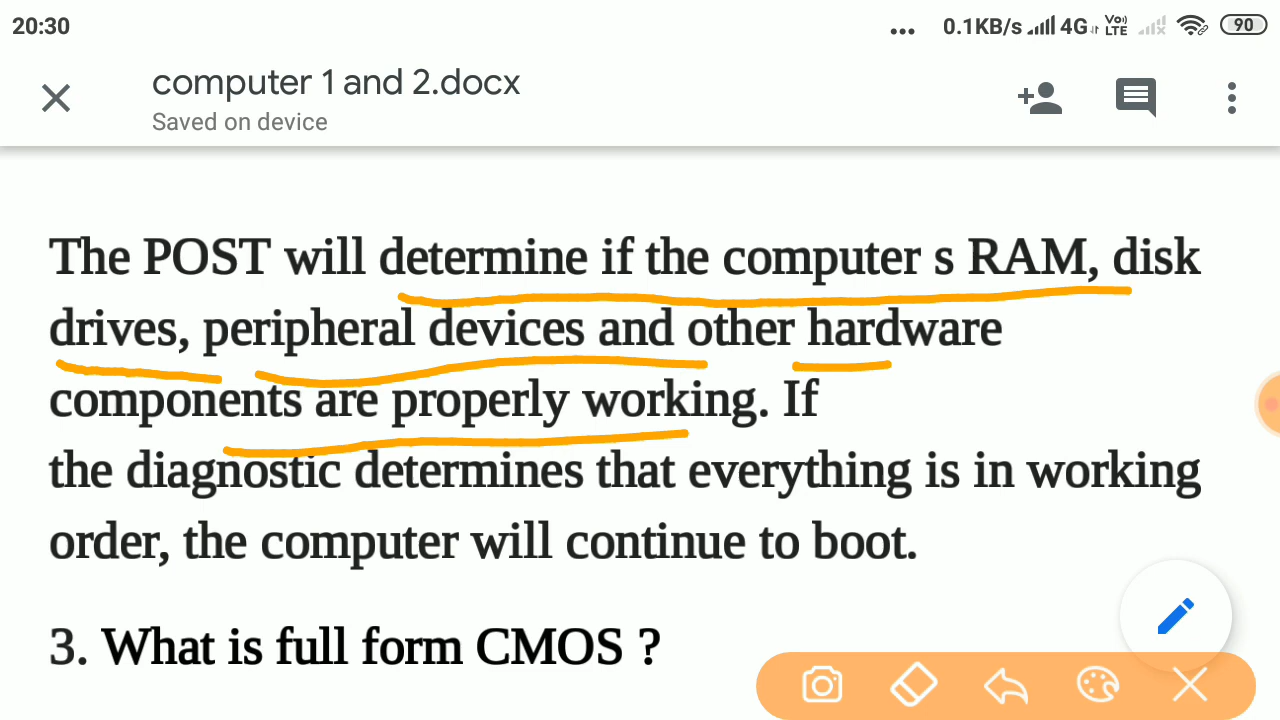 20:30
... 0.1KB/s 4G Vo) LTE 90
computer 1 and 2.docx
Saved on device
The POST will determine if the computer s RAM, disk
drives, peripheral devices and other hardware
components are properly working. If
the diagnostic determines that everything is in working
order, the computer will continue to boot.
3. What is full form CMOS ?